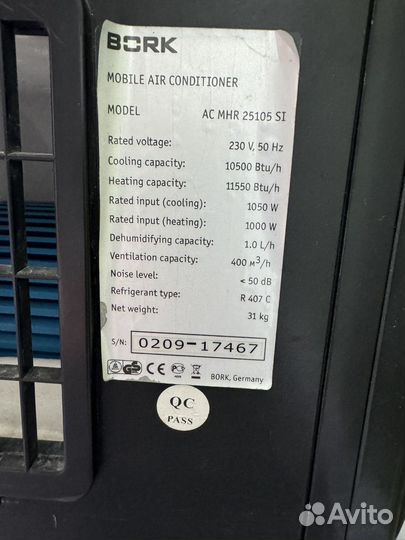 BORK
MOBILE AIR CONDITIONER
MODEL AC MHR 25105 SI
Rated voltage: 230 V, 50 Hz
Cooling capacity: 10500 Btu/h
Heating capacity: 11550 Btu/h
Rated input (cooling): 1050 W
Rated input (heating): 1000 W
Dehumidifying capacity: 1.0 L/h
Ventilation capacity: 400 м³/h
Noise level: < 50 dB
Refrigerant type: R 407 C
Net weight: 31 kg
S/N: 0209-17467
CE GS
BORK, Germany
QC
PASS
Avito